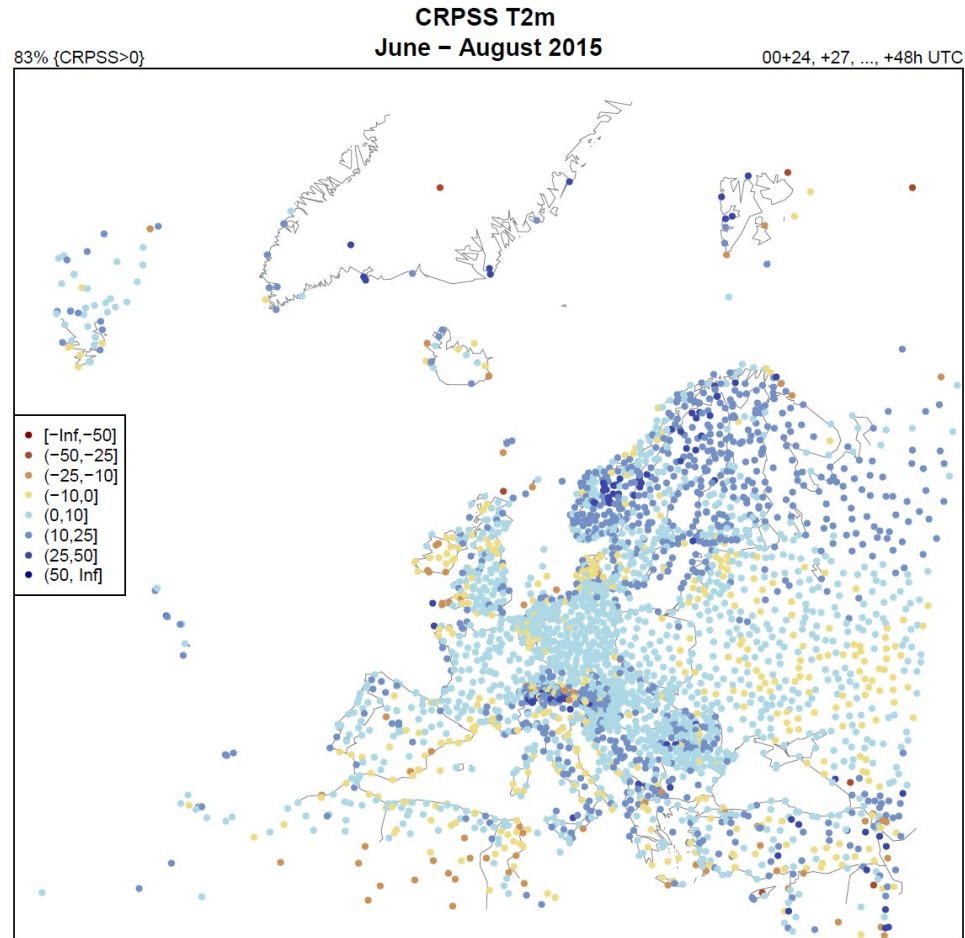 CRPSS T2m
June − August 2015
83% {CRPSS>0}
00+24, +27, ..., +48h UTC
[−Inf,−50]
(−50,−25]
(−25,−10]
(−10,0]
(0,10]
(10,25]
(25,50]
(50, Inf]